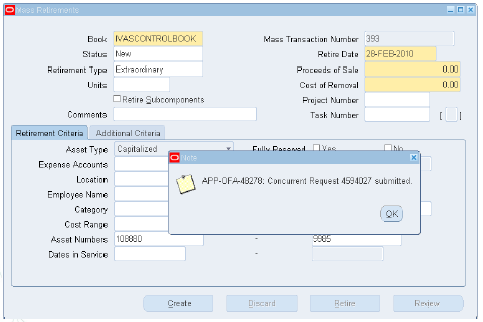 Mass Retirements
Book IVASCONTROLBOOK Mass Transaction Number 393
Status New Retire Date 28-FEB-2010
Retirement Type Extraordinary Proceeds of Sale 0.00
Units Cost of Removal 0.00
Retire Subcomponents Project Number
Comments Task Number [ ]
Retirement Criteria Additional Criteria
Asset Type Capitalized Fully Reserved Yes No
Note
Expense Accounts
APP-OFA-48278: Concurrent Request 4594027 submitted.
Location
Employee Name
OK
Category
Cost Range
Asset Numbers 108880 - 9985
Dates in Service -
Create Discard Retire Review